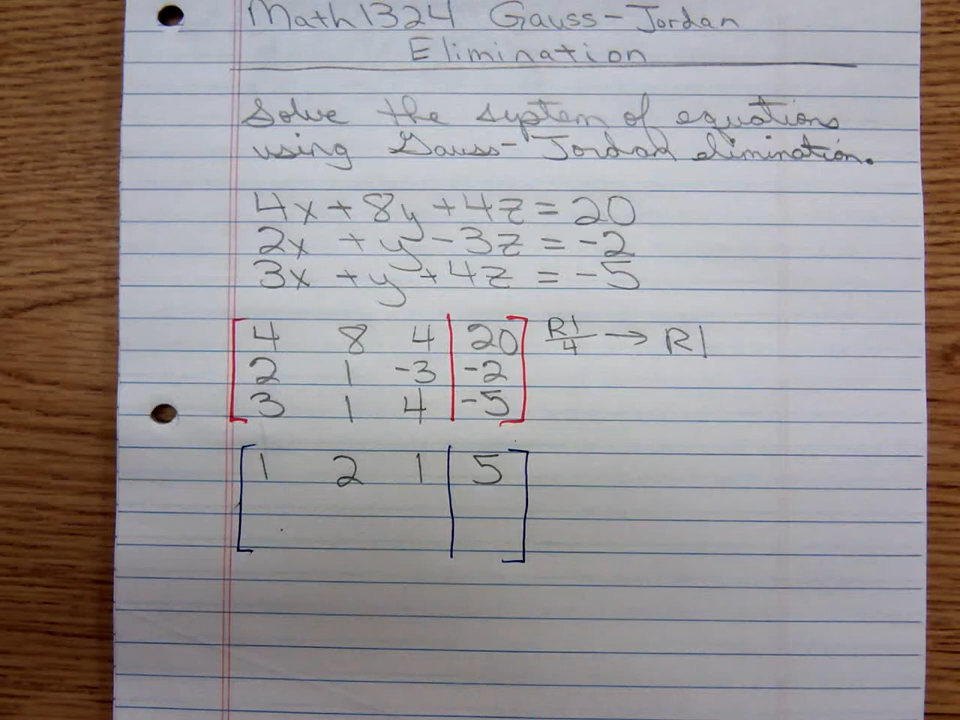 Math 1324 Gauss-Jordan
Elimination
Solve the system of equations
using Gauss-Jordan elimination.
4x + 8y + 4z = 20
2x + y - 3z = -2
3x + y + 4z = -5
4 8 4 20 R1/4 → R1
2 1 -3 -2
3 1 4 -5
1 2 1 5